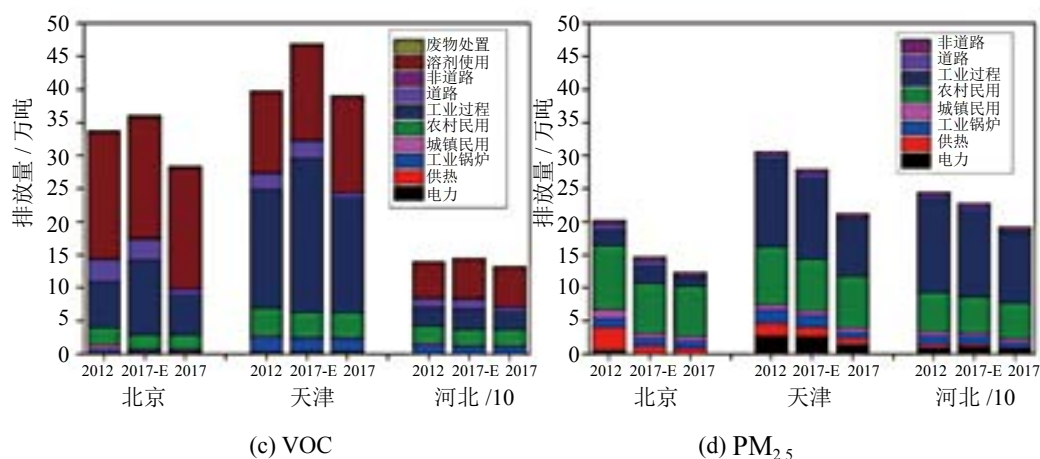 50
45
40
35
30
25
20
15
10
5
0
排放量 / 万吨
废物处置
溶剂使用
非道路
道路
工业过程
农村民用
城镇民用
工业锅炉
供热
电力
2012 2017-E 2017 2012 2017-E 2017 2012 2017-E 2017
北京 天津 河北 /10
(c) VOC
50
45
40
35
30
25
20
15
10
5
0
排放量 / 万吨
非道路
道路
工业过程
农村民用
城镇民用
工业锅炉
供热
电力
2012 2017-E 2017 2012 2017-E 2017 2012 2017-E 2017
北京 天津 河北 /10
(d) PM2.5